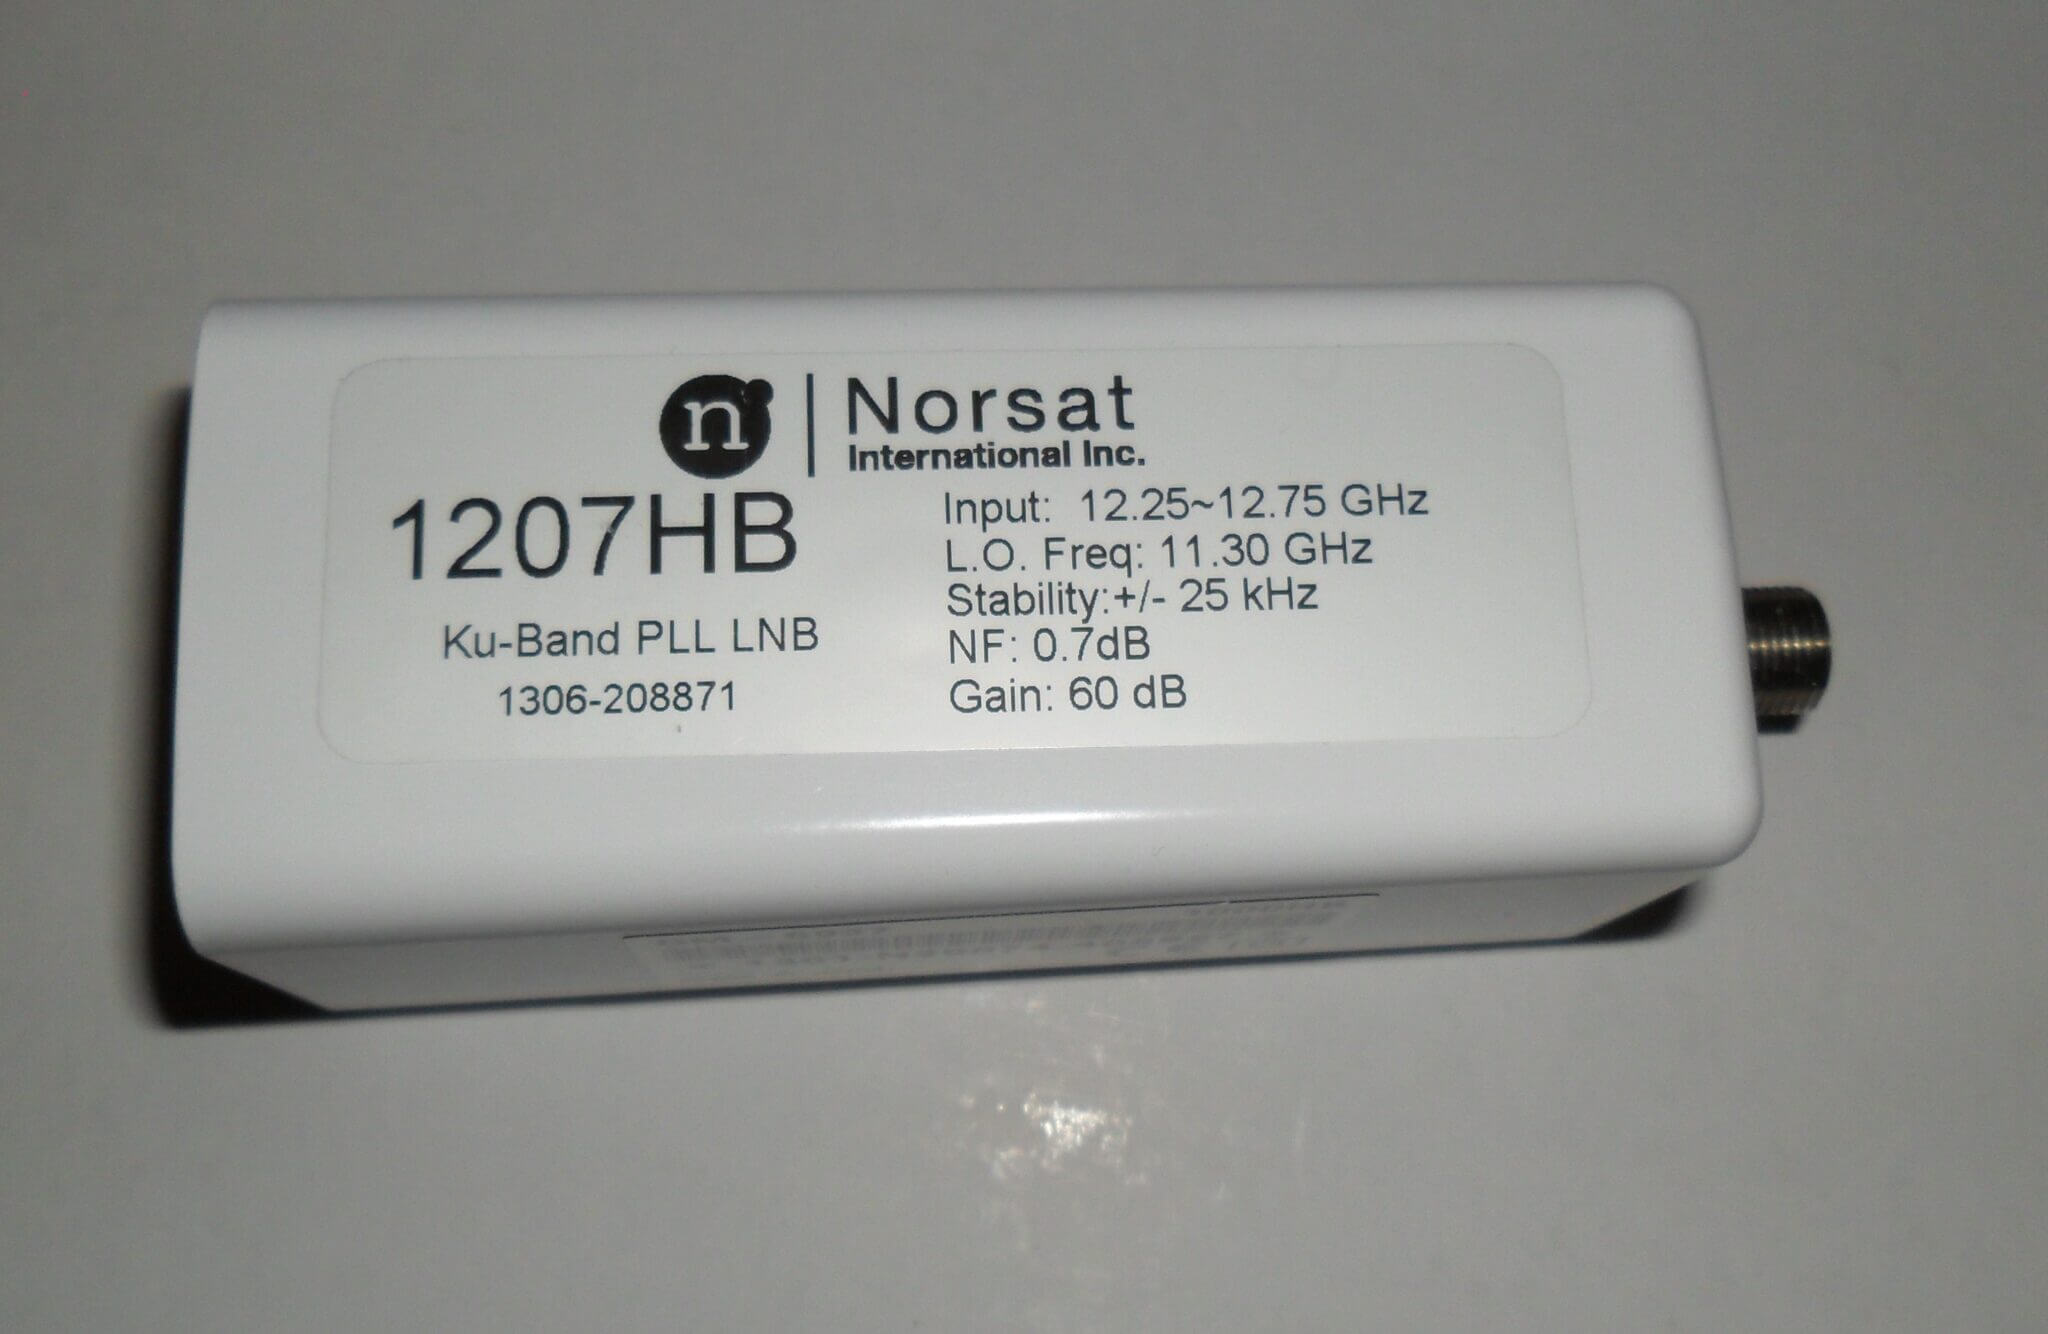 n
Norsat
International Inc.
1207HB
Ku-Band PLL LNB
1306-208871
Input: 12.25~12.75 GHz
L.O. Freq: 11.30 GHz
Stability:+/- 25 kHz
NF: 0.7dB
Gain: 60 dB